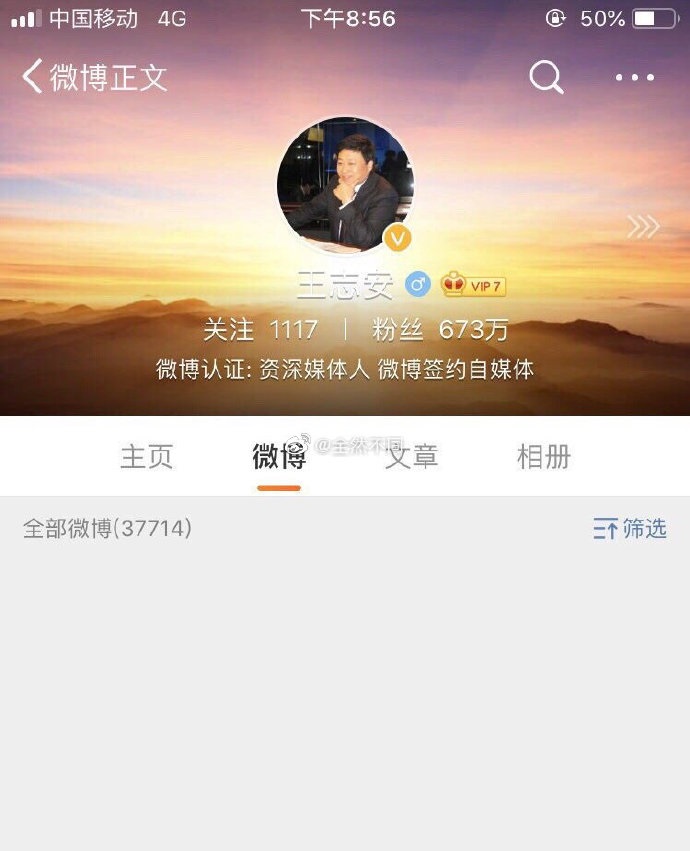 中国移动 4G 下午8:56 50%
微博正文
王志安 VIP 7
关注 1117 | 粉丝 673万
微博认证: 资深媒体人 微博签约自媒体
主页 微博 文章 相册
@全然不同
全部微博(37714) 筛选